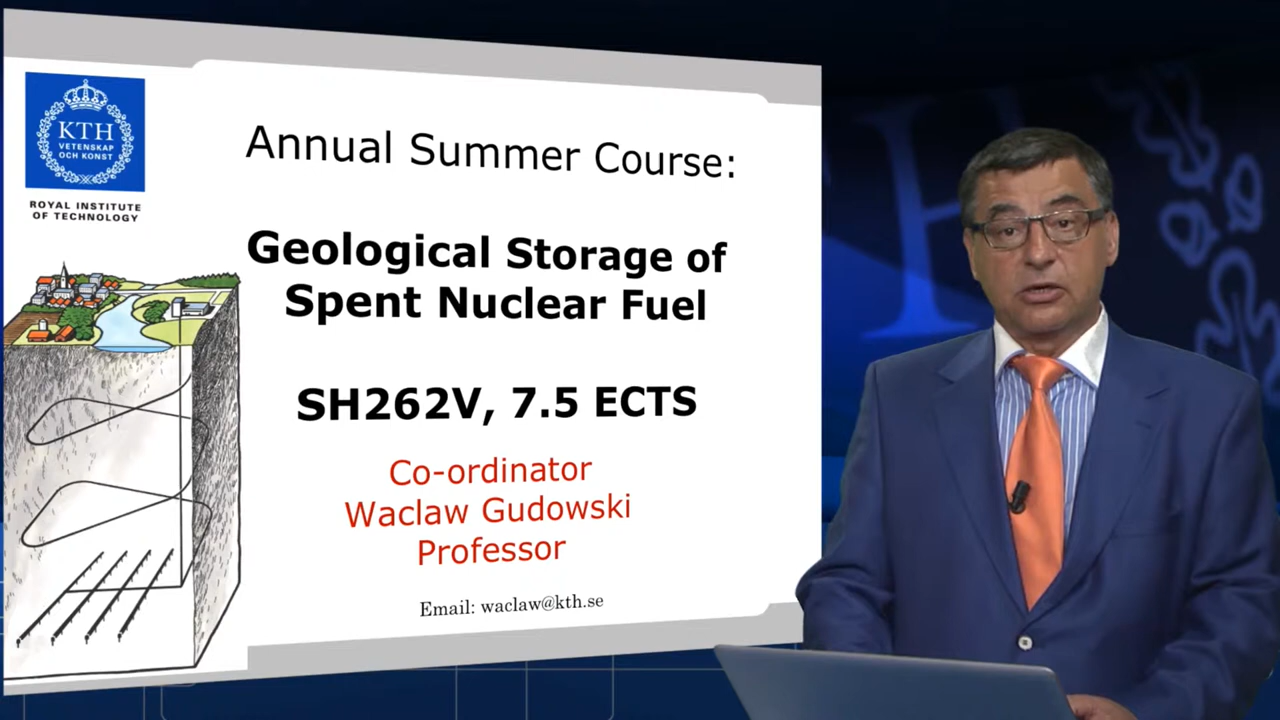 KTH
VETENSKAP
OCH KONST
ROYAL INSTITUTE
OF TECHNOLOGY
Annual Summer Course:
Geological Storage of
Spent Nuclear Fuel
SH262V, 7.5 ECTS
Co-ordinator
Waclaw Gudowski
Professor
Email: waclaw@kth.se